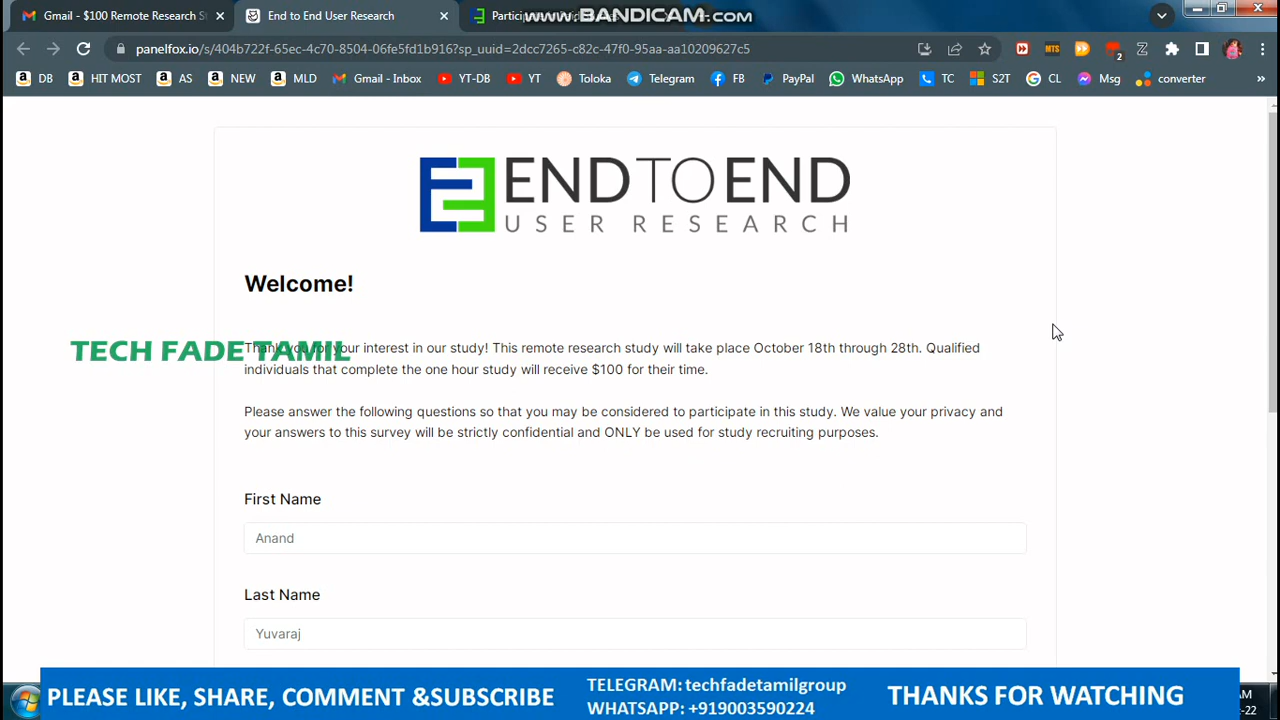 Gmail - $100 Remote Research S
End to End User Research
www.BANDICAM.com
panelfox.io/s/404b722f-65ec-4c70-8504-06fe5fd1b916?sp_uuid=2dcc7265-c82c-47f0-95aa-aa10209627c5
MTS
2
DB
HIT MOST
AS
NEW
MLD
Gmail - Inbox
YT-DB
YT
Toloka
Telegram
FB
PayPal
WhatsApp
TC
S2T
CL
Msg
converter
ENDTOEND
USER RESEARCH
Welcome!
TECH FADE TAMIL
Thank you for your interest in our study! This remote research study will take place October 18th through 28th. Qualified
individuals that complete the one hour study will receive $100 for their time.
Please answer the following questions so that you may be considered to participate in this study. We value your privacy and
your answers to this survey will be strictly confidential and ONLY be used for study recruiting purposes.
First Name
Anand
Last Name
Yuvaraj
PLEASE LIKE, SHARE, COMMENT &SUBSCRIBE
TELEGRAM: techfadetamilgroup
WHATSAPP: +919003590224
THANKS FOR WATCHING